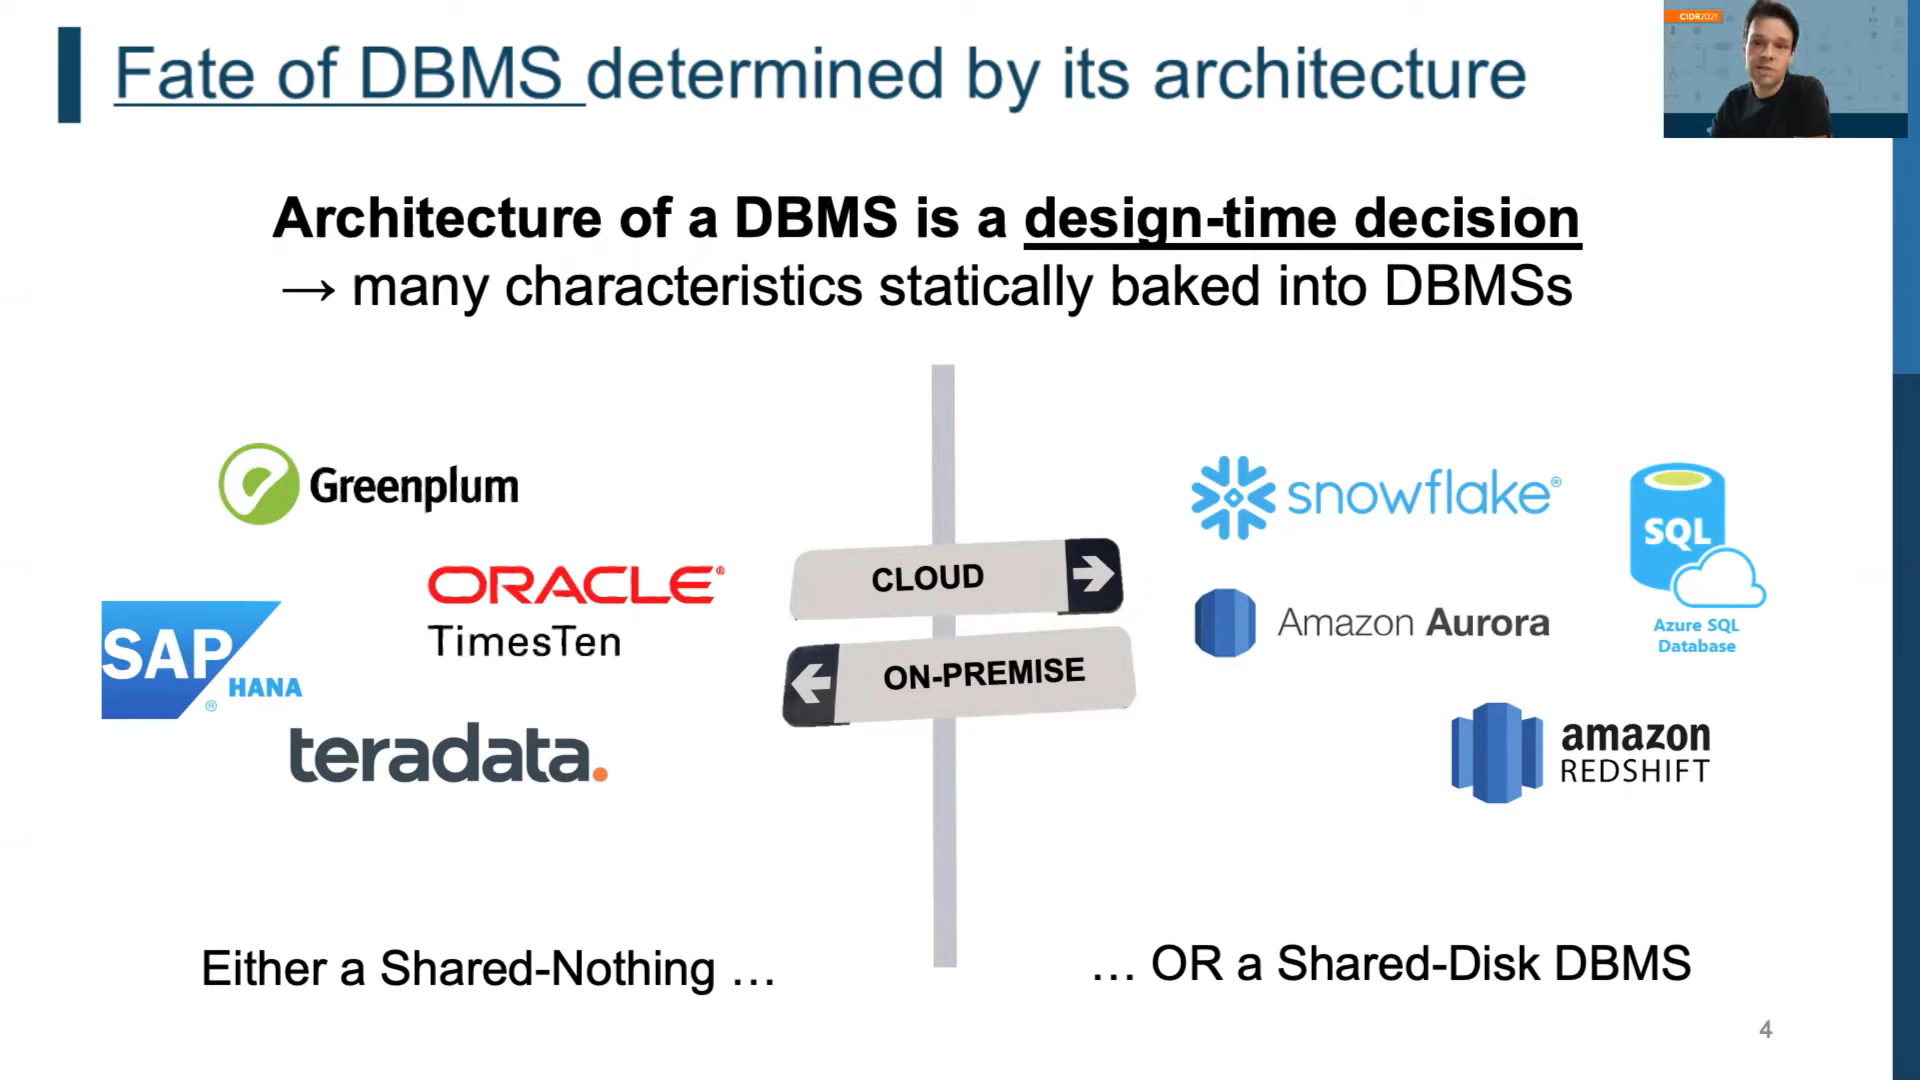 Fate of DBMS determined by its architecture
CIDR2021
Architecture of a DBMS is a design-time decision
→ many characteristics statically baked into DBMSs
Greenplum
ORACLE®
TimesTen
SAP
®
HANA
teradata.
CLOUD
ON-PREMISE
snowflake®
SQL
Azure SQL
Database
Amazon Aurora
amazon
REDSHIFT
Either a Shared-Nothing ...
... OR a Shared-Disk DBMS
4